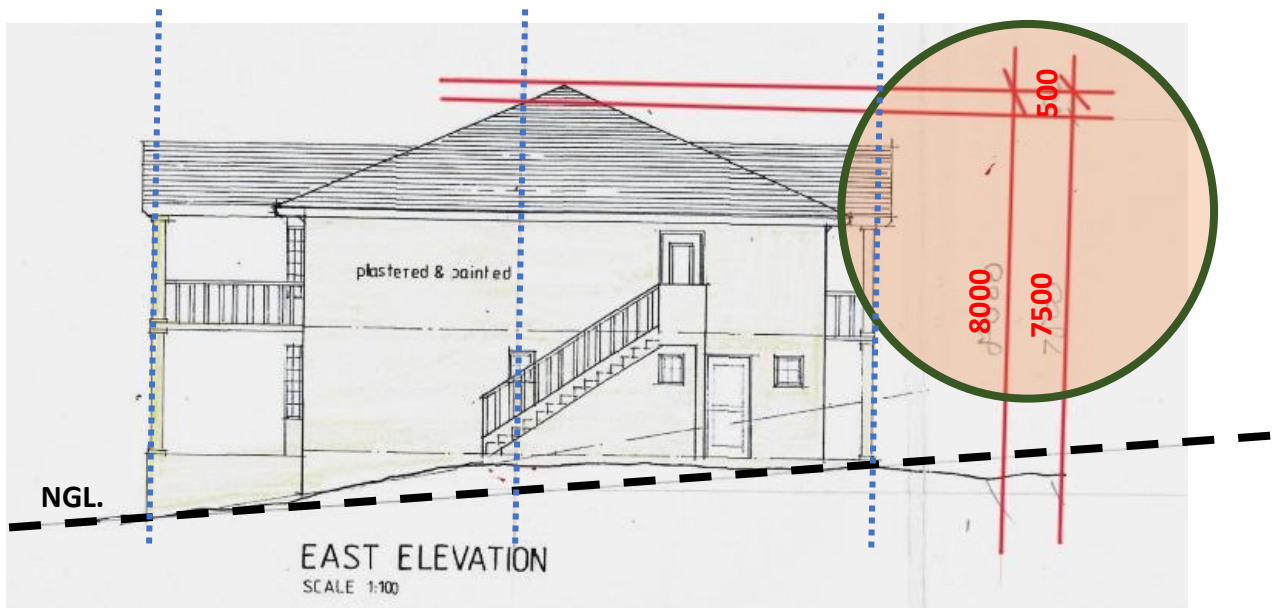 500
plastered & painted
8000
7500
NGL.
EAST ELEVATION
SCALE 1:100